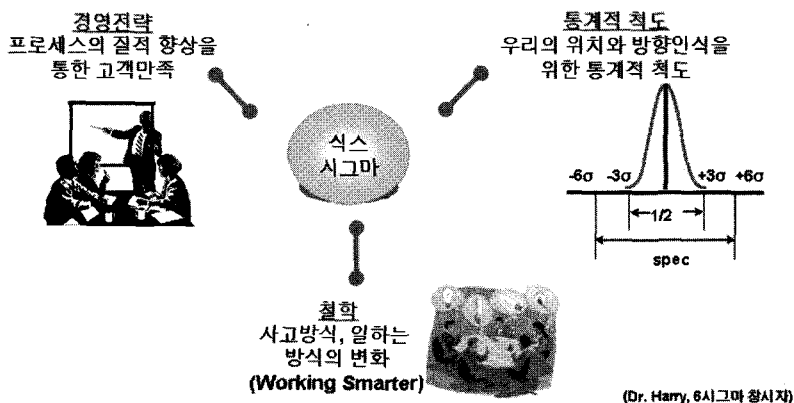 경영전략
프로세스의 질적 향상을
통한 고객만족
통계적 척도
우리의 위치와 방향인식을
위한 통계적 척도
식스
시그마
-6σ -3σ +3σ +6σ
1/2
spec
철학
사고방식, 일하는
방식의 변화
(Working Smarter)
(Dr. Harry, 6시그마 창시자)